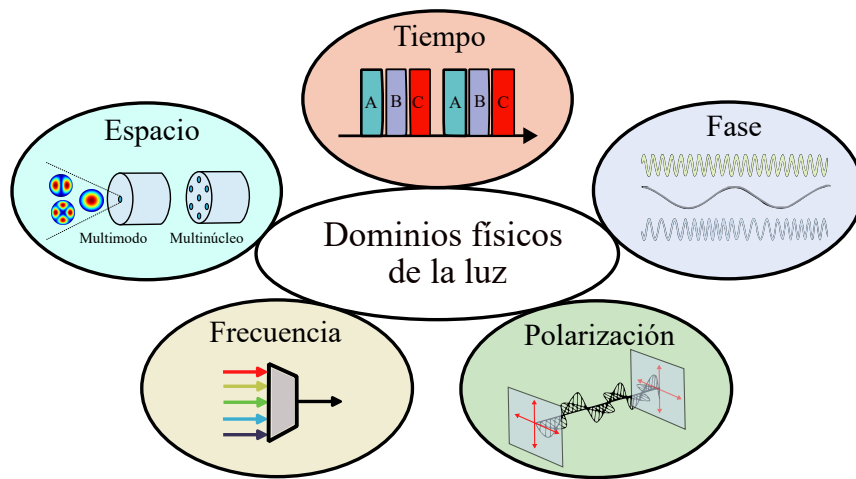 Tiempo
A B C A B C
Espacio
Multimodo Multinúcleo
Fase
Dominios físicos
de la luz
Frecuencia
Polarización